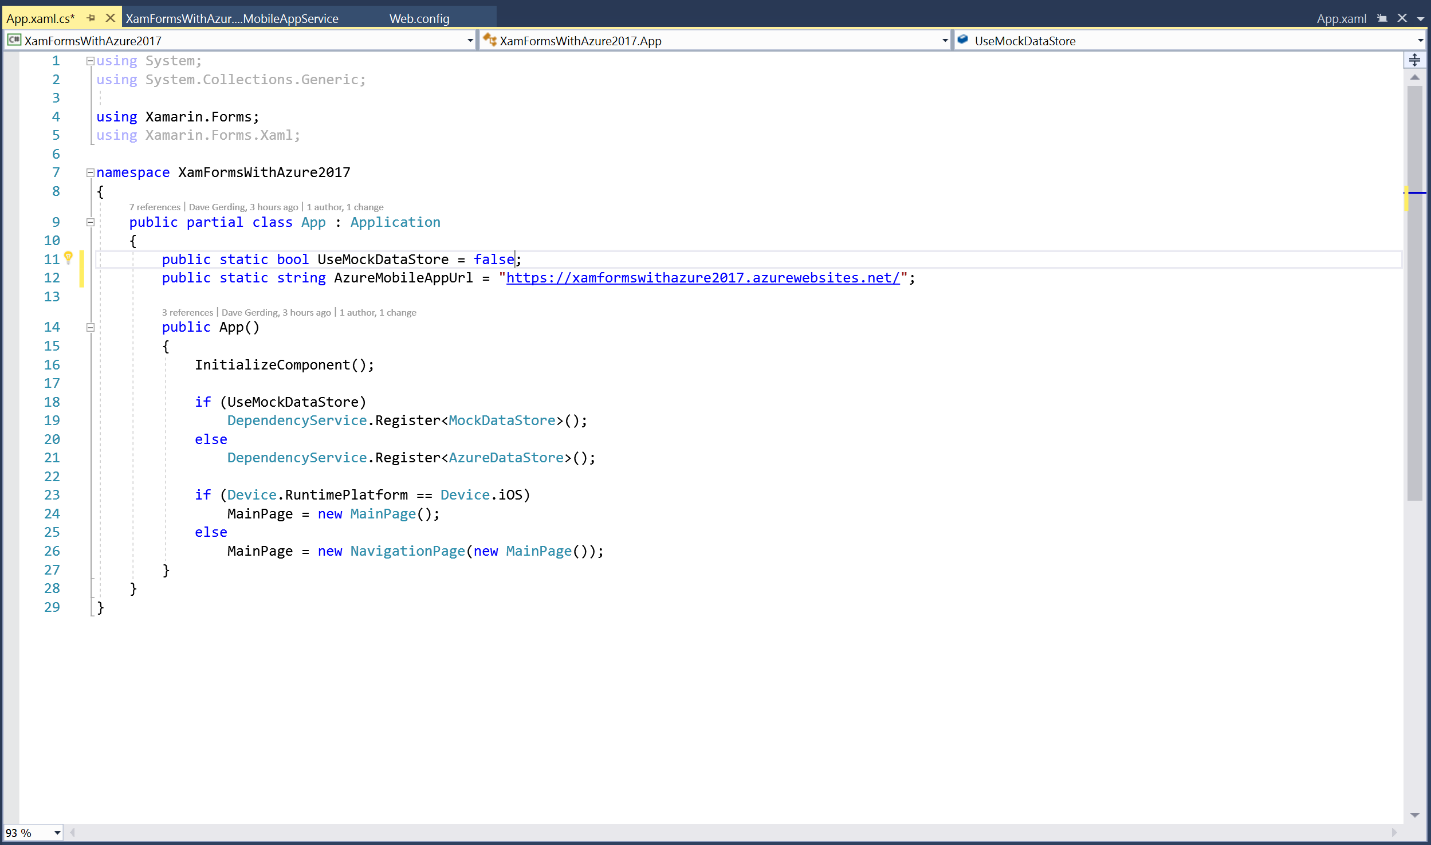 App.xaml.cs*
XamFormsWithAzur....MobileAppService
Web.config
App.xaml
XamFormsWithAzure2017
XamFormsWithAzure2017.App
UseMockDataStore
1 using System;
2 using System.Collections.Generic;
3
4 using Xamarin.Forms;
5 using Xamarin.Forms.Xaml;
6
7 namespace XamFormsWithAzure2017
8 {
7 references | Dave Gerding, 3 hours ago | 1 author, 1 change
9 public partial class App : Application
10 {
11 public static bool UseMockDataStore = false;
12 public static string AzureMobileAppUrl = "https://xamformswithazure2017.azurewebsites.net/";
13
3 references | Dave Gerding, 3 hours ago | 1 author, 1 change
14 public App()
15 {
16 InitializeComponent();
17
18 if (UseMockDataStore)
19 DependencyService.Register<MockDataStore>();
20 else
21 DependencyService.Register<AzureDataStore>();
22
23 if (Device.RuntimePlatform == Device.iOS)
24 MainPage = new MainPage();
25 else
26 MainPage = new NavigationPage(new MainPage());
27 }
28 }
29 }
93 %